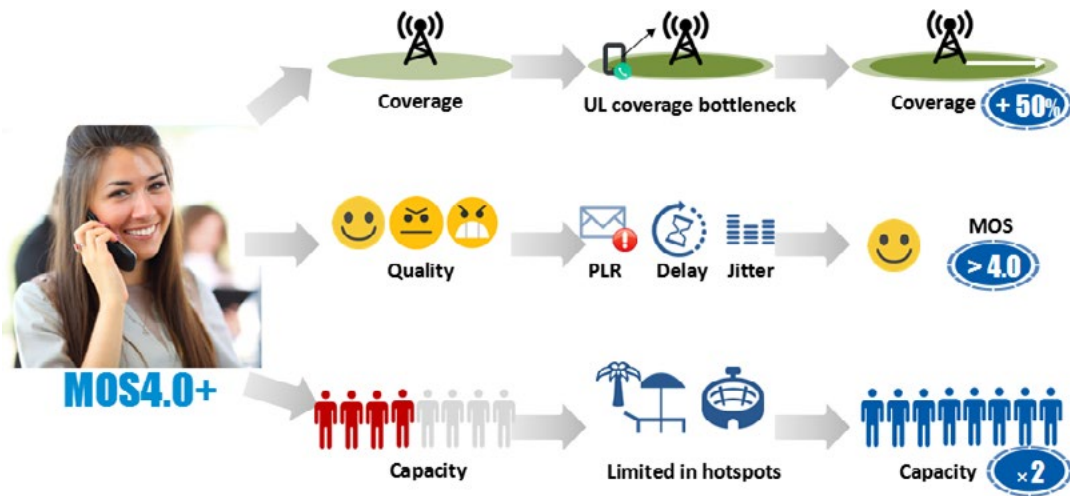 Coverage
UL coverage bottleneck
Coverage
+ 50%
Quality
PLR
Delay
Jitter
MOS
> 4.0
MOS4.0+
Capacity
Limited in hotspots
Capacity
×2